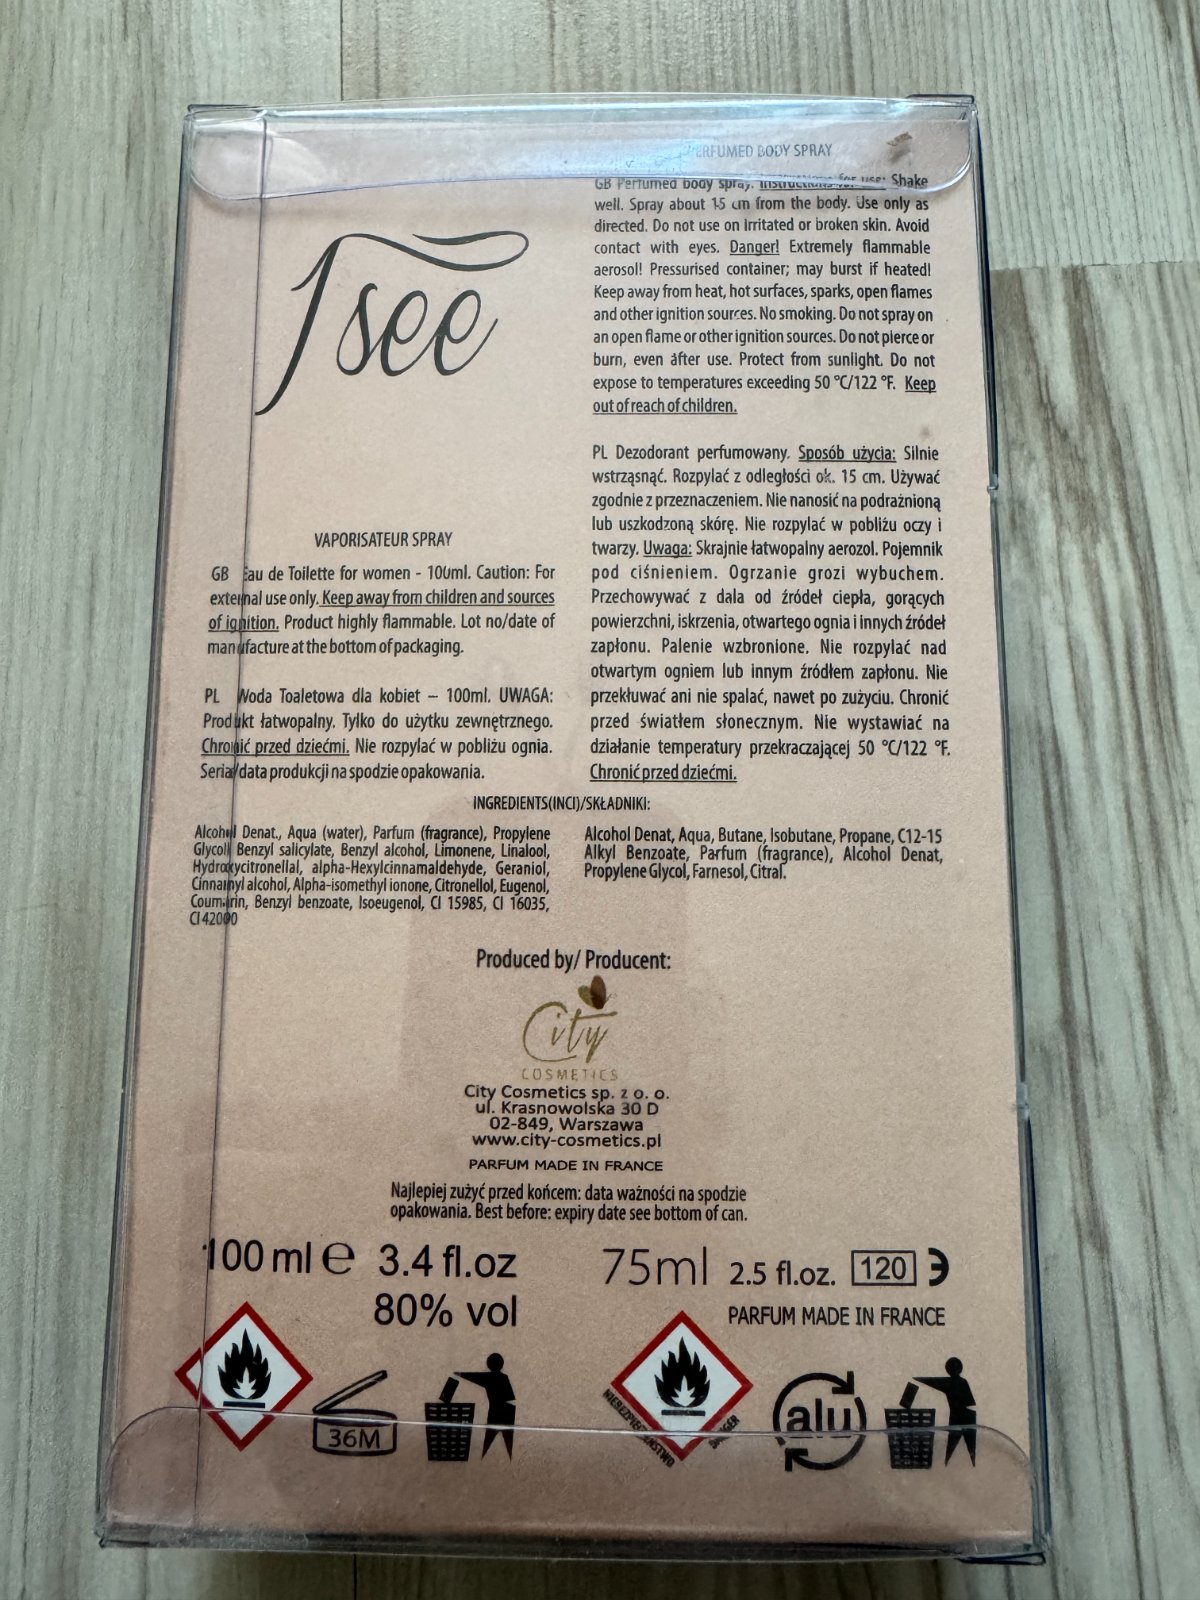 I see
VAPORISATEUR SPRAY
GB Eau de Toilette for women - 100ml. Caution: For
external use only. Keep away from children and sources
of ignition. Product highly flammable. Lot no/date of
manufacture at the bottom of packaging.
PL Woda Toaletowa dla kobiet – 100ml. UWAGA:
Produkt łatwopalny. Tylko do użytku zewnętrznego.
Chronić przed dziećmi. Nie rozpylać w pobliżu ognia.
Seria/data produkcji na spodzie opakowania.
PERFUMED BODY SPRAY
GB Perfumed body spray. Instructions for use: Shake
well. Spray about 15 cm from the body. Use only as
directed. Do not use on irritated or broken skin. Avoid
contact with eyes. Danger! Extremely flammable
aerosol! Pressurised container; may burst if heated!
Keep away from heat, hot surfaces, sparks, open flames
and other ignition sources. No smoking. Do not spray on
an open flame or other ignition sources. Do not pierce or
burn, even after use. Protect from sunlight. Do not
expose to temperatures exceeding 50 °C/122 °F. Keep
out of reach of children.
PL Dezodorant perfumowany. Sposób użycia: Silnie
wstrząsnąć. Rozpylać z odległości ok. 15 cm. Używać
zgodnie z przeznaczeniem. Nie nanosić na podrażnioną
lub uszkodzoną skórę. Nie rozpylać w pobliżu oczy i
twarzy. Uwaga: Skrajnie łatwopalny aerozol. Pojemnik
pod ciśnieniem. Ogrzanie grozi wybuchem.
Przechowywać z dala od źródeł ciepła, gorących
powierzchni, iskrzenia, otwartego ognia i innych źródeł
zapłonu. Palenie wzbronione. Nie rozpylać nad
otwartym ogniem lub innym źródłem zapłonu. Nie
przekłuwać ani nie spalać, nawet po zużyciu. Chronić
przed światłem słonecznym. Nie wystawiać na
działanie temperatury przekraczającej 50 °C/122 °F.
Chronić przed dziećmi.
INGREDIENTS(INCI)/SKŁADNIKI:
Alcohol Denat., Aqua (water), Parfum (fragrance), Propylene
Glycol, Benzyl salicylate, Benzyl alcohol, Limonene, Linalool,
Hydroxycitronellal, alpha-Hexylcinnamaldehyde, Geraniol,
Cinnamyl alcohol, Alpha-isomethyl ionone, Citronellol, Eugenol,
Coumarin, Benzyl benzoate, Isoeugenol, CI 15985, CI 16035,
CI 42000
Alcohol Denat, Aqua, Butane, Isobutane, Propane, C12-15
Alkyl Benzoate, Parfum (fragrance), Alcohol Denat,
Propylene Glycol, Farnesol, Citral.
Produced by/ Producent:
City
COSMETICS
City Cosmetics sp. z o. o.
ul. Krasnowolska 30 D
02-849, Warszawa
www.city-cosmetics.pl
PARFUM MADE IN FRANCE
Najlepiej zużyć przed końcem: data ważności na spodzie
opakowania. Best before: expiry date see bottom of can.
100 ml e 3.4 fl.oz
80% vol
36M
75ml 2.5 fl.oz. 120 3
PARFUM MADE IN FRANCE
NIEBEZPIECZEŃSTWO DANGER
alu